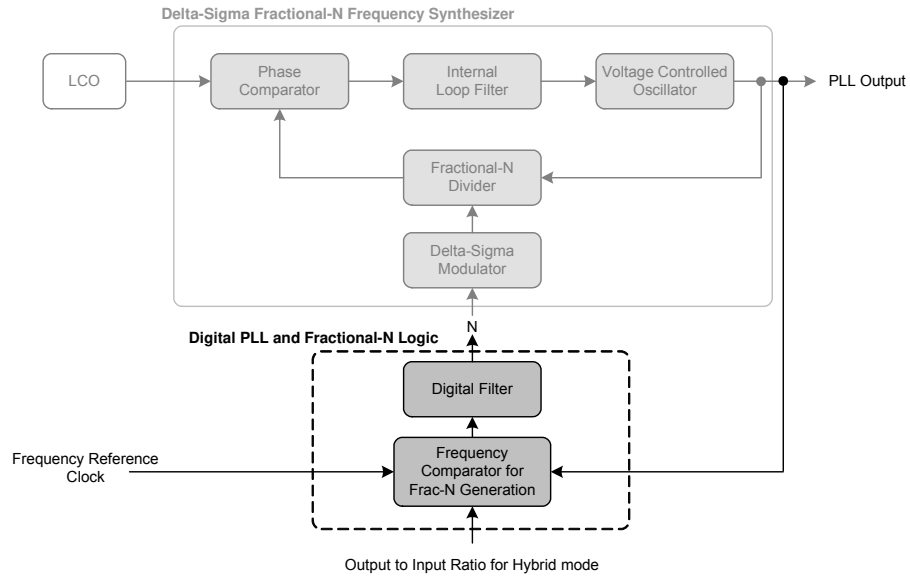 Delta-Sigma Fractional-N Frequency Synthesizer
LCO
Phase
Comparator
Internal
Loop Filter
Voltage Controlled
Oscillator
PLL Output
Fractional-N
Divider
Delta-Sigma
Modulator
N
Digital PLL and Fractional-N Logic
Digital Filter
Frequency Reference
Clock
Frequency
Comparator for
Frac-N Generation
Output to Input Ratio for Hybrid mode